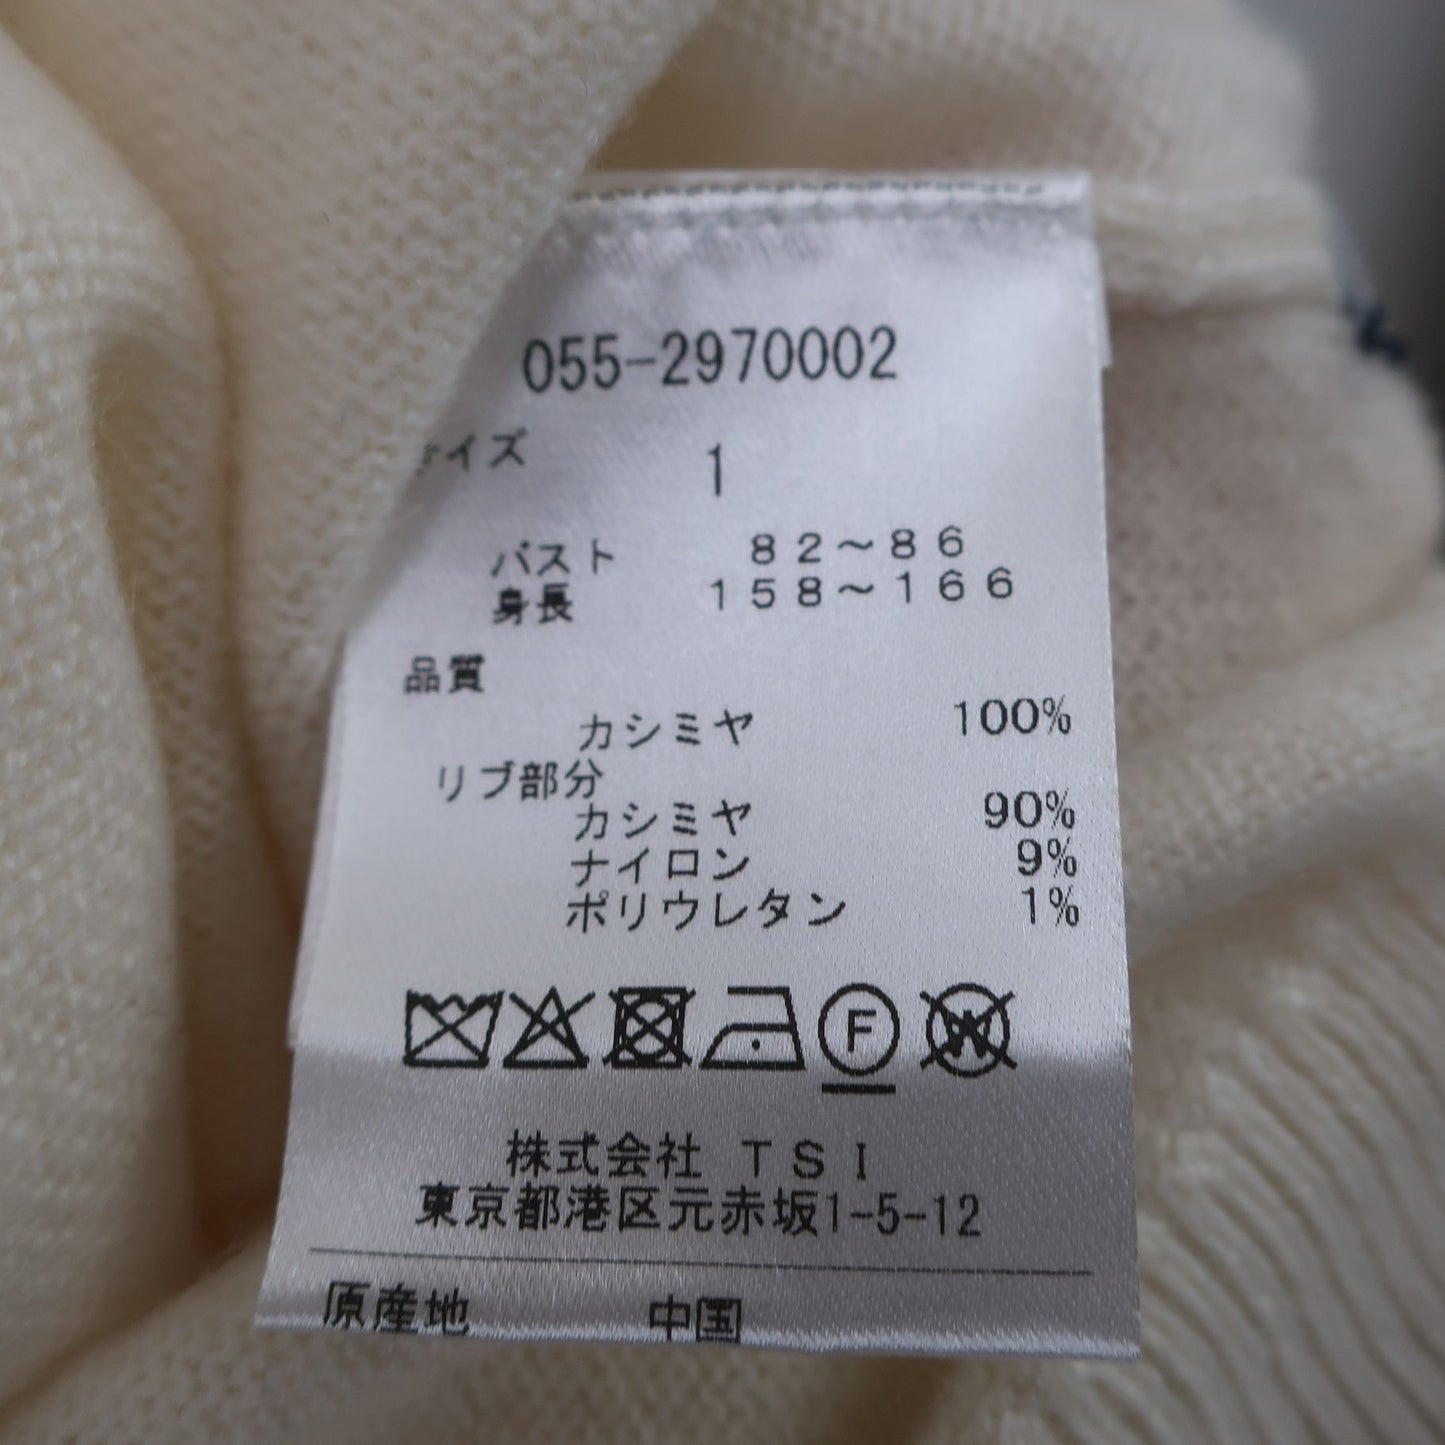 055-2970002
サイズ 1
バスト 82～86
身長 158～166
品質
カシミヤ 100%
リブ部分
カシミヤ 90%
ナイロン 9%
ポリウレタン 1%
F W
株式会社 TSI
東京都港区元赤坂1-5-12
原産地 中国